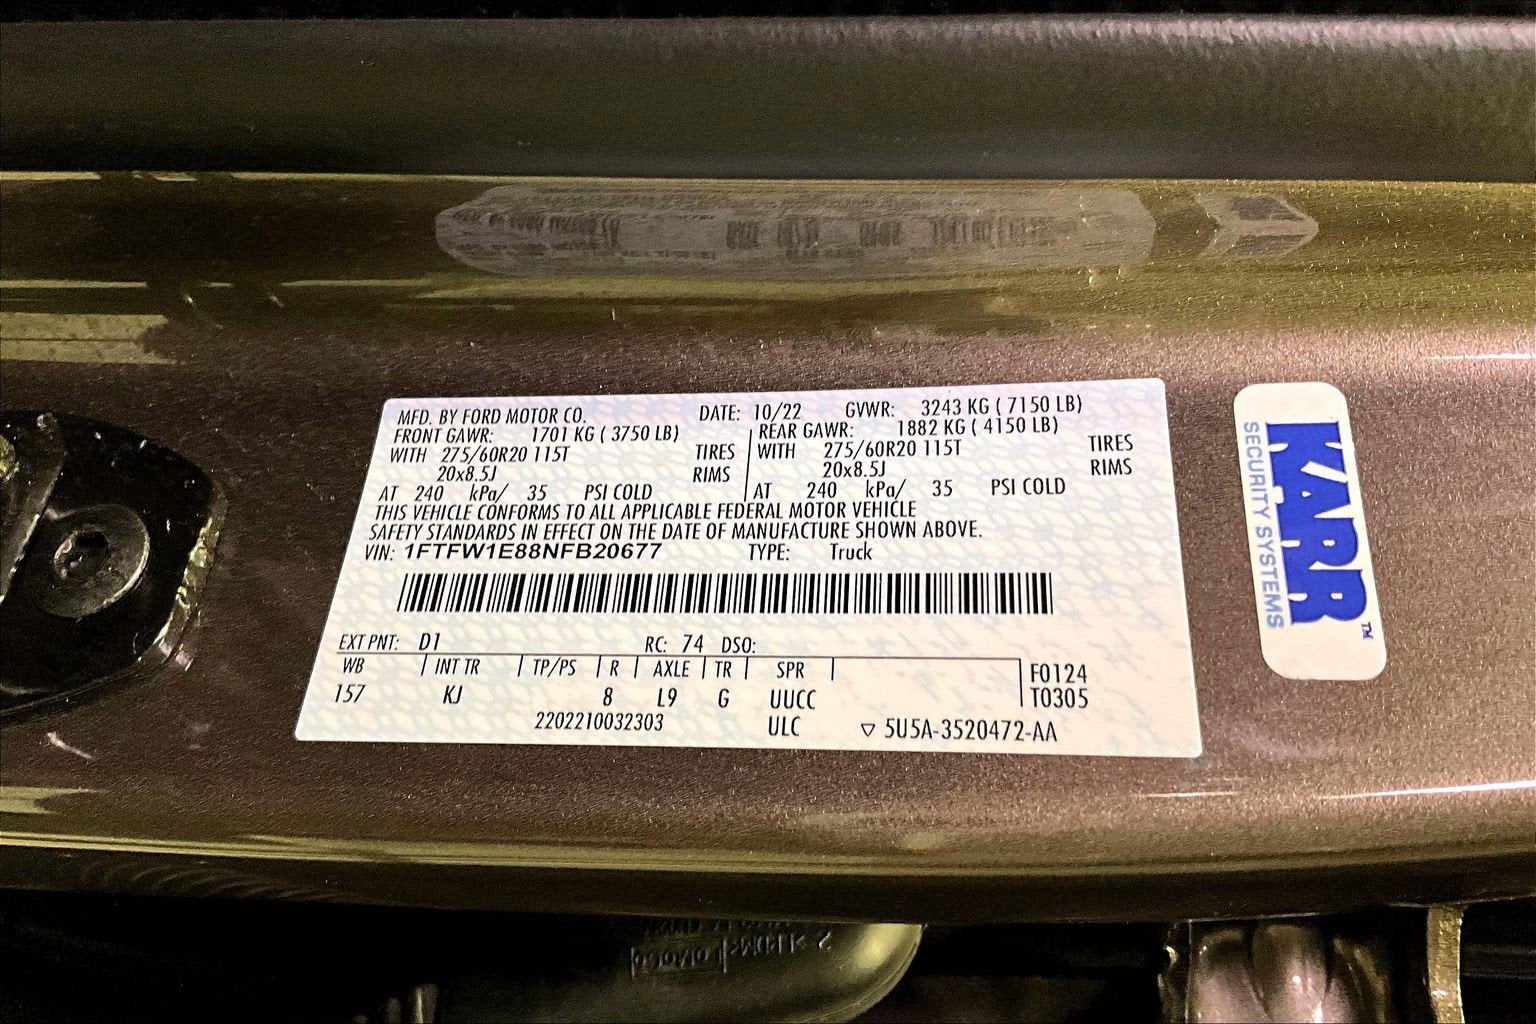 MFD. BY FORD MOTOR CO. DATE: 10/22 GVWR: 3243 KG ( 7150 LB)
FRONT GAWR: 1701 KG ( 3750 LB) REAR GAWR: 1882 KG ( 4150 LB)
WITH 275/60R20 115T TIRES WITH 275/60R20 115T TIRES
20x8.5J RIMS 20x8.5J RIMS
AT 240 kPa/ 35 PSI COLD AT 240 kPa/ 35 PSI COLD
THIS VEHICLE CONFORMS TO ALL APPLICABLE FEDERAL MOTOR VEHICLE
SAFETY STANDARDS IN EFFECT ON THE DATE OF MANUFACTURE SHOWN ABOVE.
VIN: 1FTFW1E88NFB20677 TYPE: Truck
EXT PNT: D1 RC: 74 DSO:
WB INT TR TP/PS R AXLE TR SPR F0124
157 KJ 8 L9 G UUCC T0305
2202210032303 ULC ▽ 5U5A-3520472-AA
KARR™
SECURITY SYSTEMS